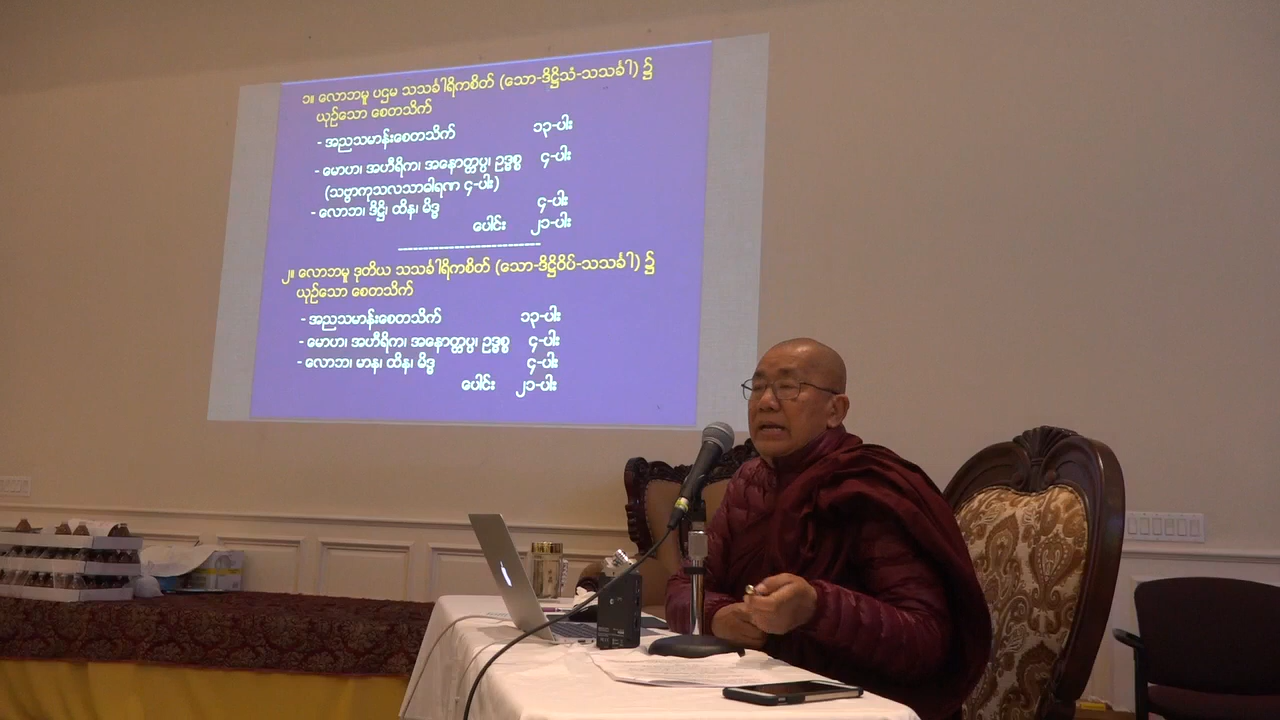 ၁။ လောဘမူ ပဌမ သသင်္ခါရိကစိတ် (သော-ဒိဋ္ဌိသံ-သသင်္ခါ) ၌
ယှဉ်သော စေတသိက်
- အညသမာန်းစေတသိက် ၁၃-ပါး
- မောဟ၊ အဟီရိက၊ အနောတ္တပ္ပ၊ ဥဒ္ဓစ္စ ၄-ပါး
(သဗ္ဗာကုသလသာဓါရဏ ၄-ပါး)
- လောဘ၊ ဒိဋ္ဌိ၊ ထိန၊ မိဒ္ဓ ၄-ပါး
ပေါင်း ၂၁-ပါး
--------------------------
၂။ လောဘမူ ဒုတိယ သသင်္ခါရိကစိတ် (သော-ဒိဋ္ဌိဝိပ်-သသင်္ခါ) ၌
ယှဉ်သော စေတသိက်
- အညသမာန်းစေတသိက် ၁၃-ပါး
- မောဟ၊ အဟီရိက၊ အနောတ္တပ္ပ၊ ဥဒ္ဓစ္စ ၄-ပါး
- လောဘ၊ မာန၊ ထိန၊ မိဒ္ဓ ၄-ပါး
ပေါင်း ၂၁-ပါး